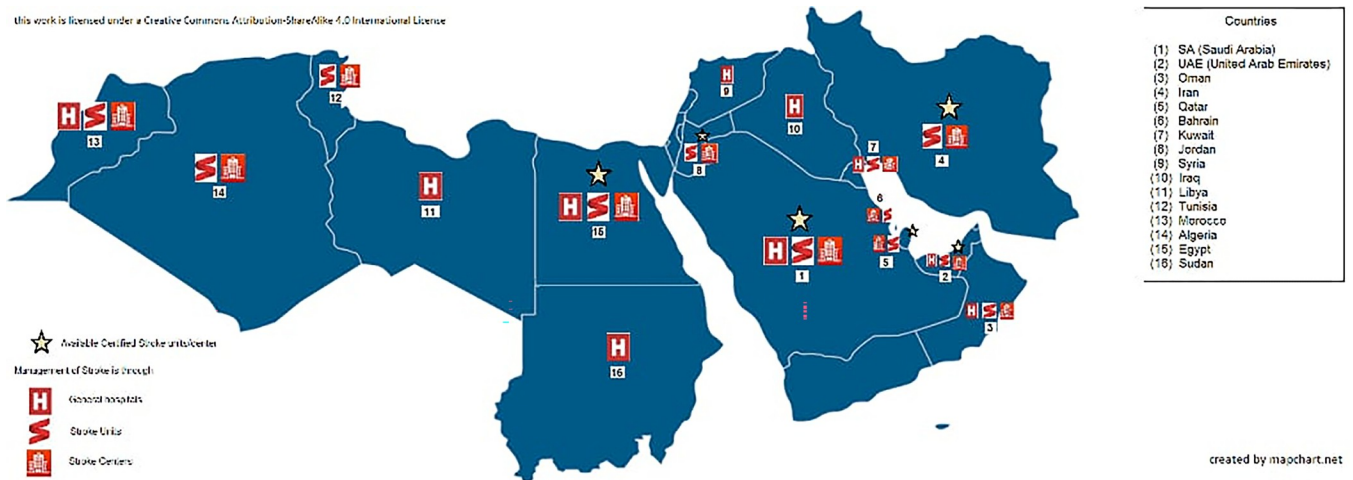 this work is licensed under a Creative Commons Attribution-ShareAlike 4.0 International License
Countries
(1) SA (Saudi Arabia)
(2) UAE (United Arab Emirates)
(3) Oman
(4) Iran
(5) Qatar
(6) Bahrain
(7) Kuwait
(8) Jordan
(9) Syria
(10) Iraq
(11) Libya
(12) Tunisia
(13) Morocco
(14) Algeria
(15) Egypt
(16) Sudan
H
9
12
H
10
H
13
4
7
H
8
14
H
11
6
H
15
H
1
5
H
2
H
3
H
16
Available Certified Stroke units/center
Management of Stroke is through
H General hospitals
Stroke Units
Stroke Centers
created by mapchart.net